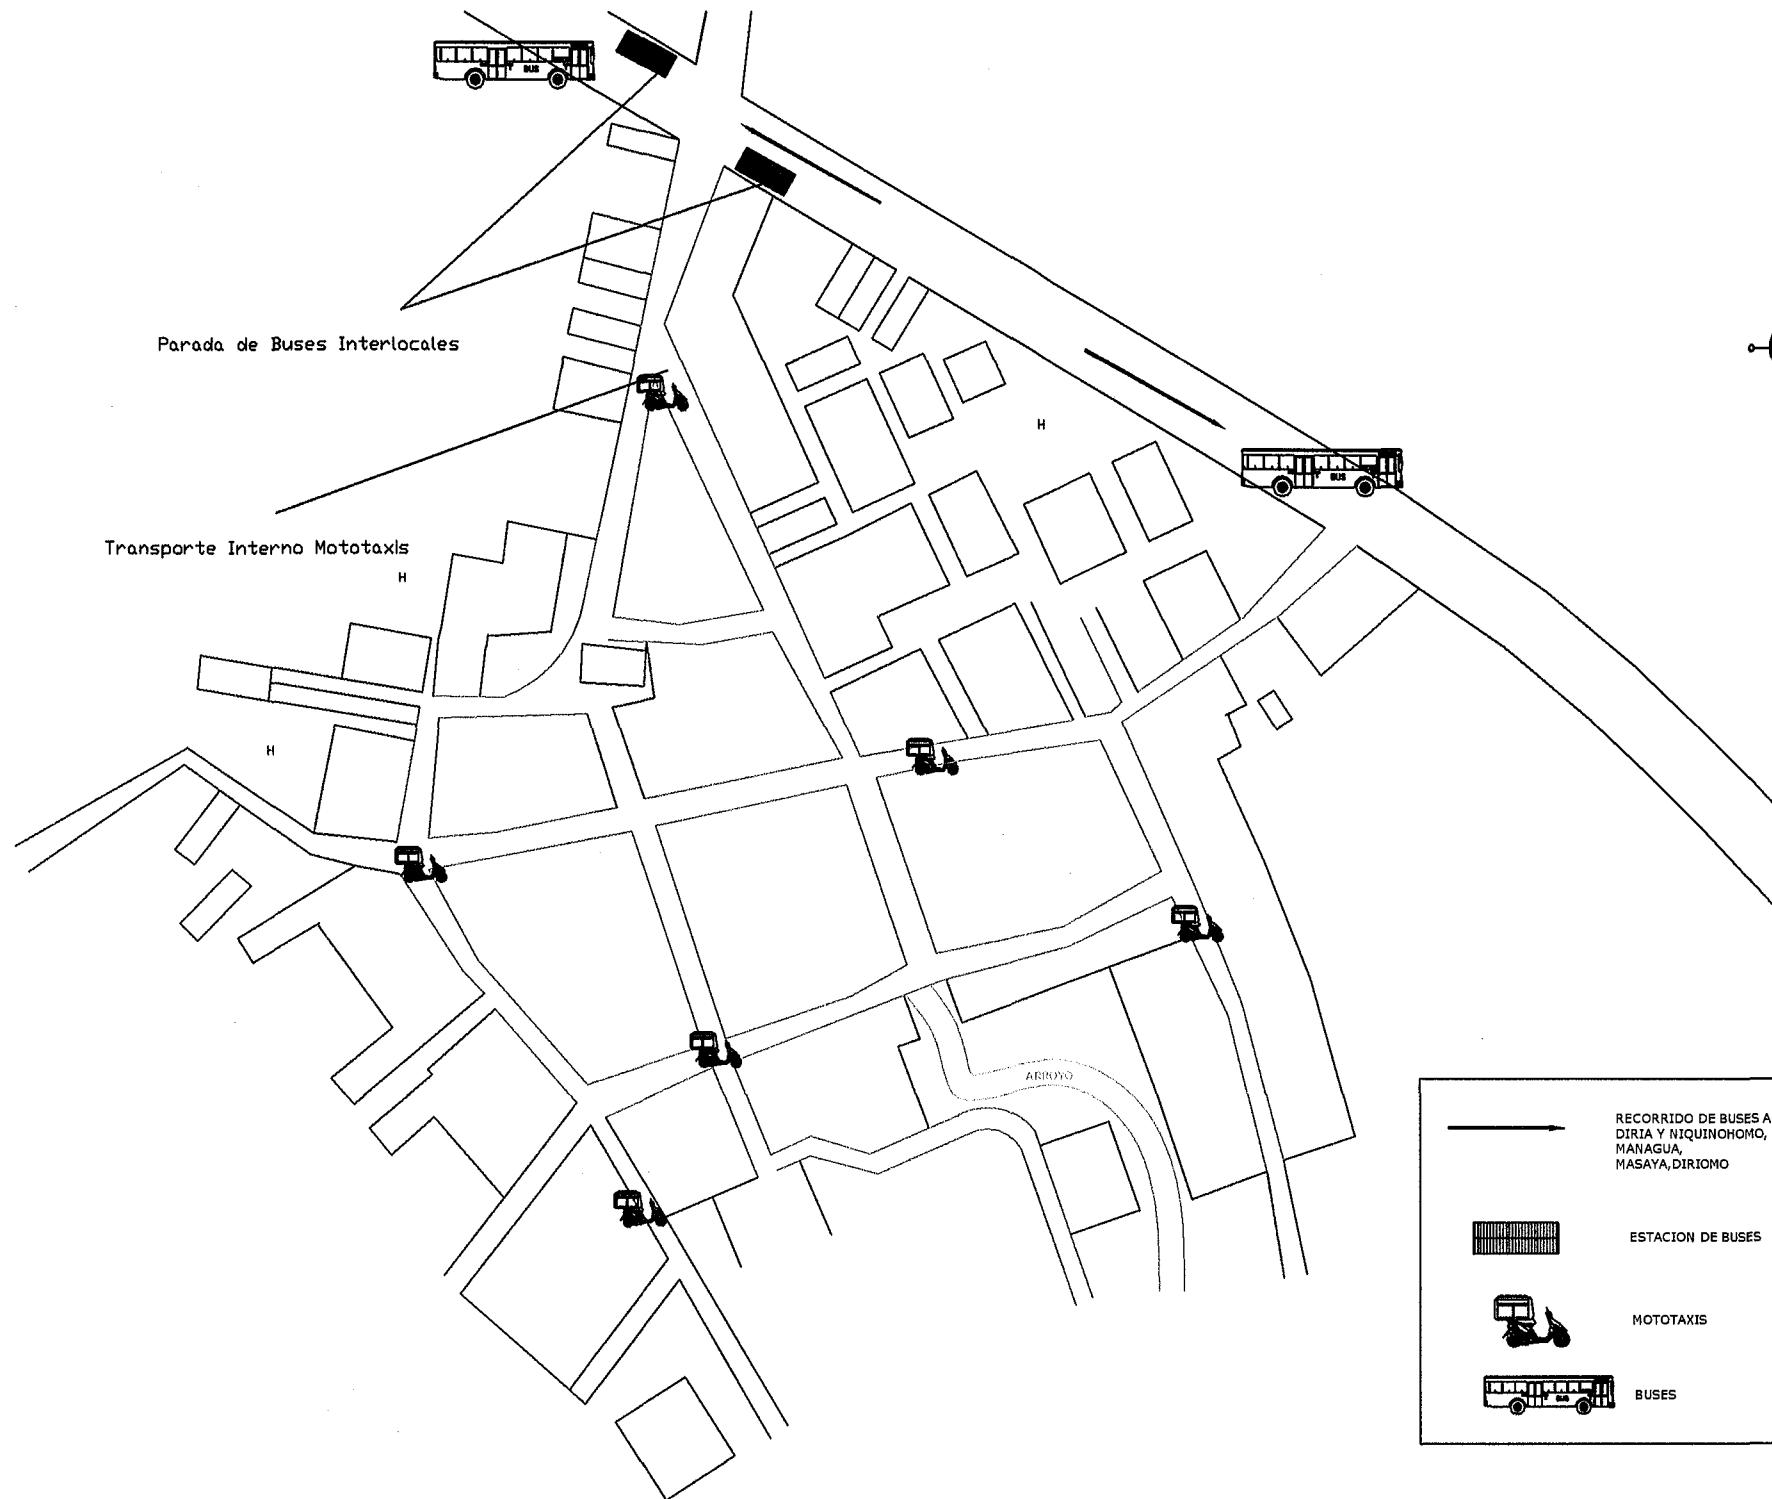 BUS
Parada de Buses Interlocales
H
BUS
Transporte Interno Mototaxis
H
H
ARROYO
RECORRIDO DE BUSES A
DIRIA Y NIQUINOHOMO,
MANAGUA,
MASAYA,DIRIOMO
ESTACION DE BUSES
MOTOTAXIS
BUS
BUSES